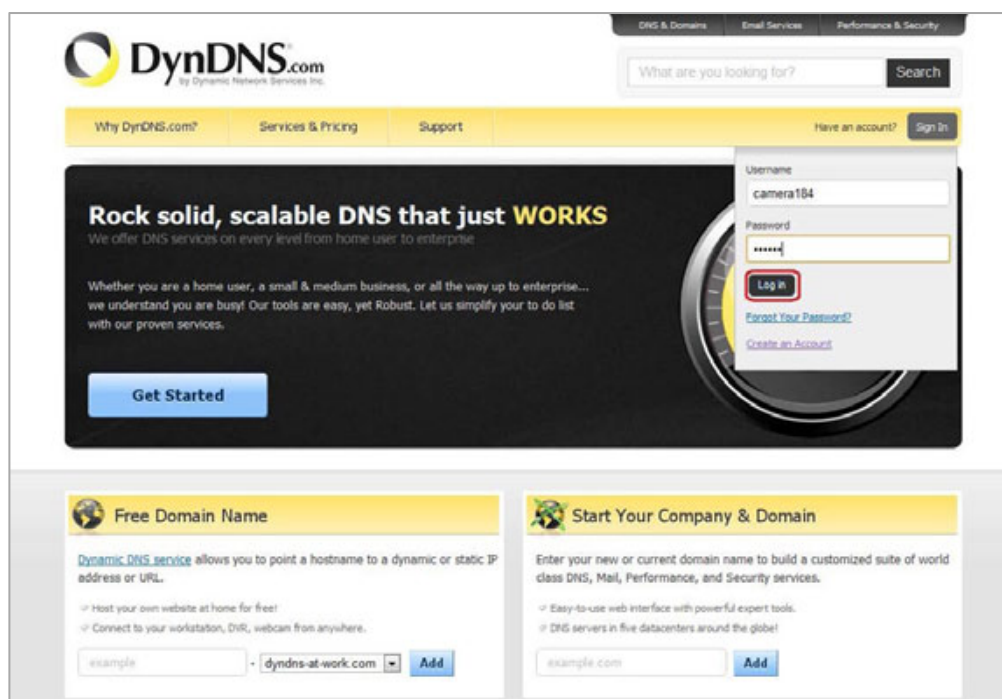 DNS & Domains Email Services Performance & Security
DynDNS.com
by Dynamic Network Services Inc.
What are you looking for? Search
Why DynDNS.com? Services & Pricing Support Have an account? Sign In
Username
camera184
Password
••••••
Log in
Forgot Your Password?
Create an Account
Rock solid, scalable DNS that just WORKS
We offer DNS services on every level from home user to enterprise
Whether you are a home user, a small & medium business, or all the way up to enterprise...
we understand you are busy! Our tools are easy, yet Robust. Let us simplify your to do list
with our proven services.
Get Started
Free Domain Name
Dynamic DNS service allows you to point a hostname to a dynamic or static IP
address or URL.
Host your own website at home for free!
Connect to your workstation, DVR, webcam from anywhere.
example - dyndns-at-work.com Add
Start Your Company & Domain
Enter your new or current domain name to build a customized suite of world
class DNS, Mail, Performance, and Security services.
Easy-to-use web interface with powerful expert tools.
DNS servers in five datacenters around the globe!
example.com Add